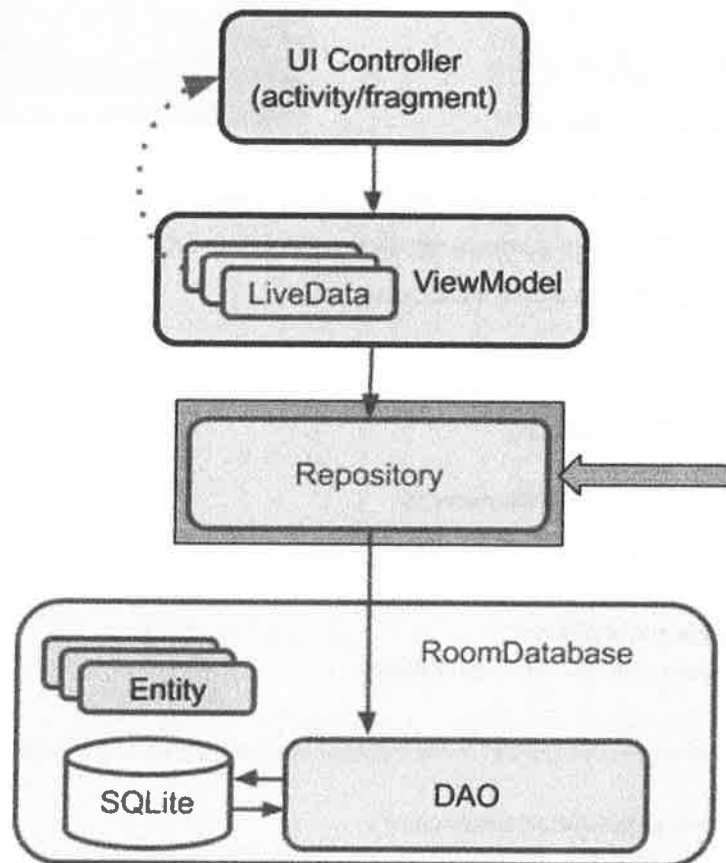 UI Controller
(activity/fragment)
LiveData
ViewModel
Repository
RoomDatabase
Entity
SQLite
DAO